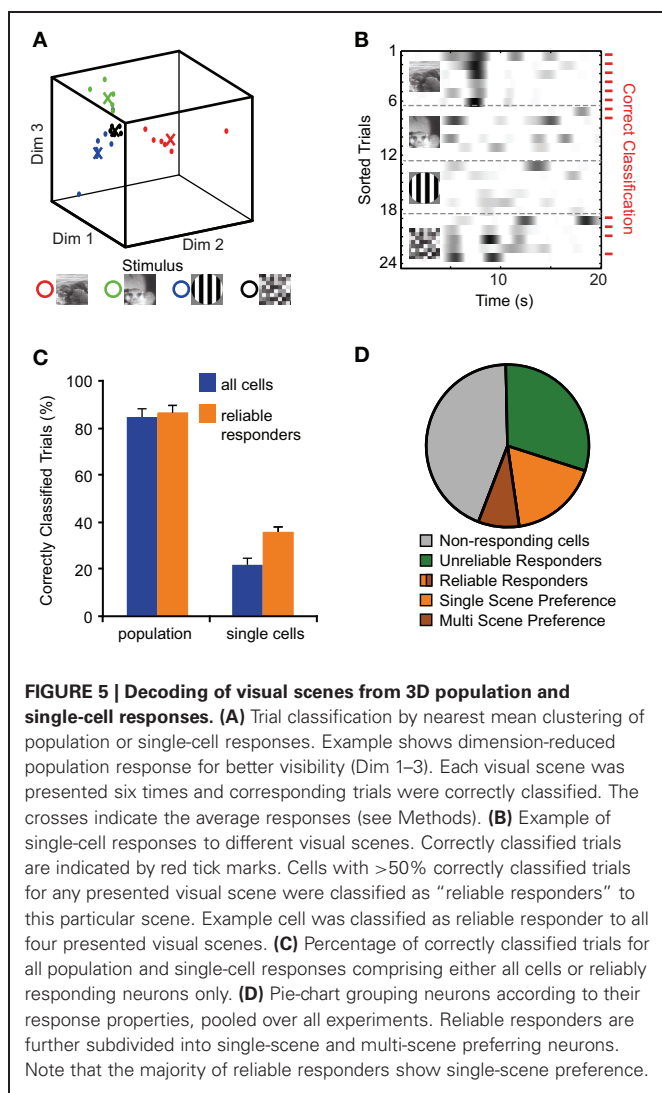 A
Dim 3
Dim 1
Dim 2
Stimulus
B
1
6
12
18
24
Sorted Trials
0
10
20
Time (s)
Correct Classification
C
100
80
60
40
20
0
Correctly Classified Trials (%)
all cells
reliable
responders
population
single cells
D
Non-responding cells
Unreliable Responders
Reliable Responders
Single Scene Preference
Multi Scene Preference
FIGURE 5 | Decoding of visual scenes from 3D population and
single-cell responses. (A) Trial classification by nearest mean clustering of
population or single-cell responses. Example shows dimension-reduced
population response for better visibility (Dim 1–3). Each visual scene was
presented six times and corresponding trials were correctly classified. The
crosses indicate the average responses (see Methods). (B) Example of
single-cell responses to different visual scenes. Correctly classified trials
are indicated by red tick marks. Cells with >50% correctly classified trials
for any presented visual scene were classified as “reliable responders” to
this particular scene. Example cell was classified as reliable responder to all
four presented visual scenes. (C) Percentage of correctly classified trials for
all population and single-cell responses comprising either all cells or reliably
responding neurons only. (D) Pie-chart grouping neurons according to their
response properties, pooled over all experiments. Reliable responders are
further subdivided into single-scene and multi-scene preferring neurons.
Note that the majority of reliable responders show single-scene preference.